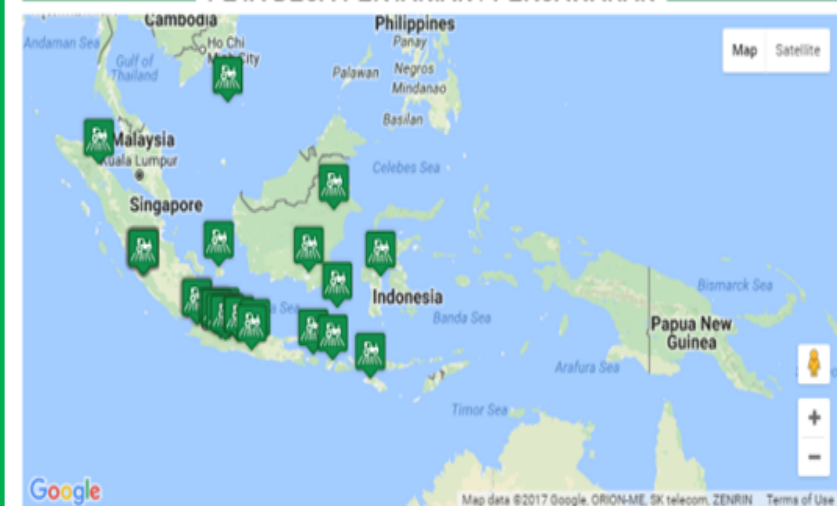 Cambodia
Philippines
Andaman Sea
Ho Chi
City
Panay
Map
Satellite
Gulf of
Thailand
Palawan
Negros
Mindanao
Basilan
Malaysia
Kuala Lumpur
Celebes Sea
Singapore
Indonesia
Bismarck Sea
Banda Sea
Papua New
Guinea
Arafura Sea
Timor Sea
+
−
Google
Map data ©2017 Google, ORION-ME, SK telecom, ZENRIN
Terms of Use